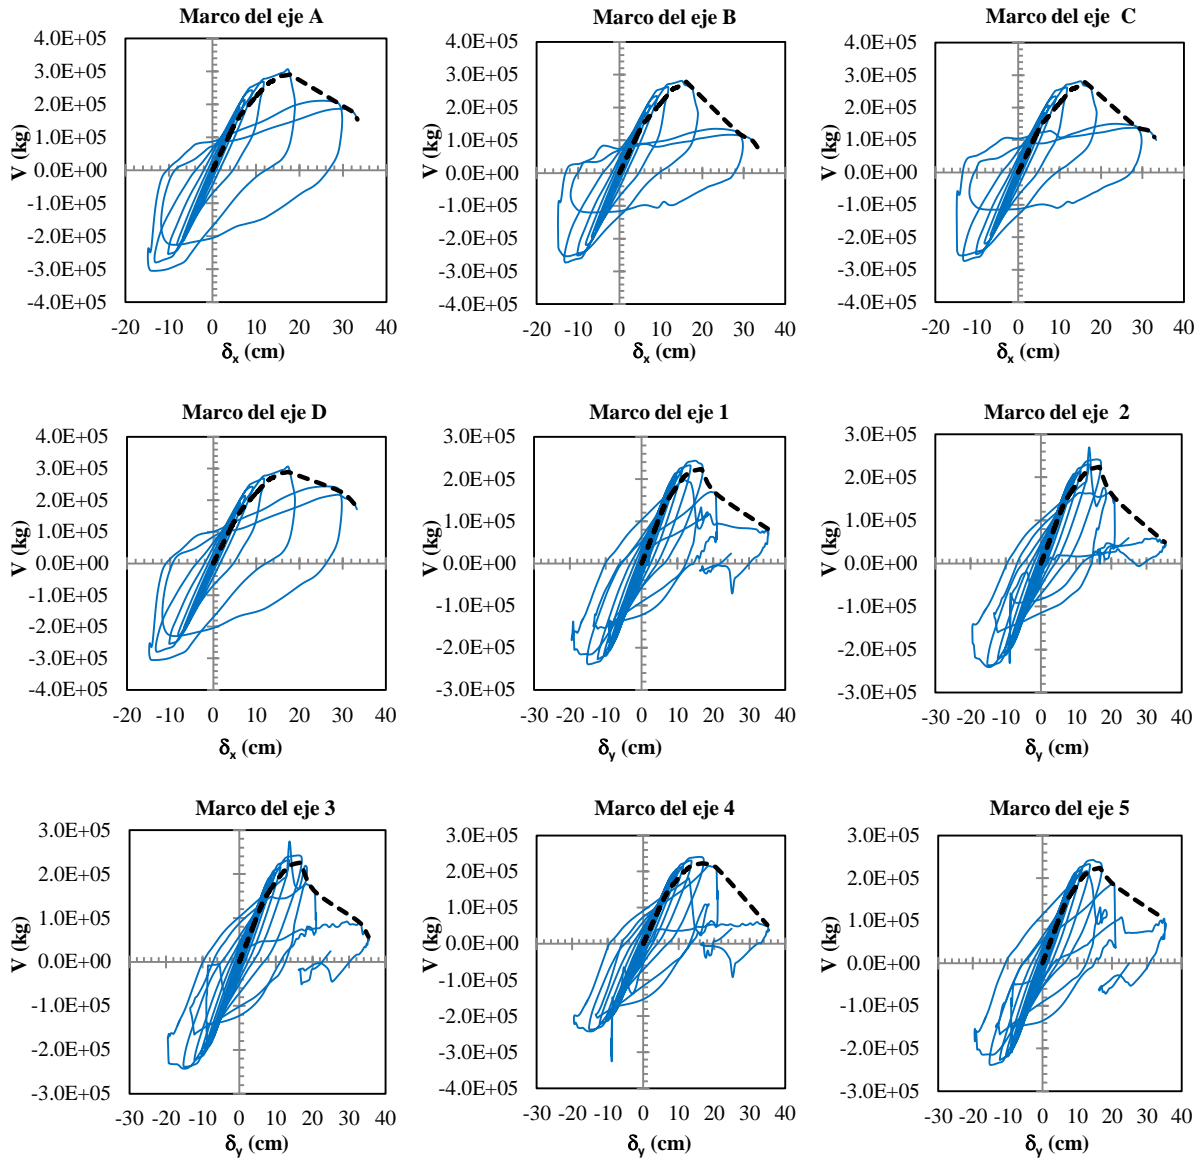 Marco del eje A
4.0E+05
3.0E+05
2.0E+05
1.0E+05
0.0E+00
-1.0E+05
-2.0E+05
-3.0E+05
-4.0E+05
V (kg)
-20 -10 0 10 20 30 40
δx (cm)
Marco del eje B
4.0E+05
3.0E+05
2.0E+05
1.0E+05
0.0E+00
-1.0E+05
-2.0E+05
-3.0E+05
-4.0E+05
V (kg)
-20 -10 0 10 20 30 40
δx (cm)
Marco del eje C
4.0E+05
3.0E+05
2.0E+05
1.0E+05
0.0E+00
-1.0E+05
-2.0E+05
-3.0E+05
-4.0E+05
V (kg)
-20 -10 0 10 20 30 40
δx (cm)
Marco del eje D
4.0E+05
3.0E+05
2.0E+05
1.0E+05
0.0E+00
-1.0E+05
-2.0E+05
-3.0E+05
-4.0E+05
V (kg)
-20 -10 0 10 20 30 40
δx (cm)
Marco del eje 1
3.0E+05
2.0E+05
1.0E+05
0.0E+00
-1.0E+05
-2.0E+05
-3.0E+05
V (kg)
-30 -20 -10 0 10 20 30 40
δy (cm)
Marco del eje 2
3.0E+05
2.0E+05
1.0E+05
0.0E+00
-1.0E+05
-2.0E+05
-3.0E+05
V (kg)
-30 -20 -10 0 10 20 30 40
δy (cm)
Marco del eje 3
3.0E+05
2.0E+05
1.0E+05
0.0E+00
-1.0E+05
-2.0E+05
-3.0E+05
V (kg)
-30 -20 -10 0 10 20 30 40
δy (cm)
Marco del eje 4
3.0E+05
2.0E+05
1.0E+05
0.0E+00
-1.0E+05
-2.0E+05
-3.0E+05
-4.0E+05
V (kg)
-30 -20 -10 0 10 20 30 40
δy (cm)
Marco del eje 5
3.0E+05
2.0E+05
1.0E+05
0.0E+00
-1.0E+05
-2.0E+05
-3.0E+05
V (kg)
-30 -20 -10 0 10 20 30 40
δy (cm)